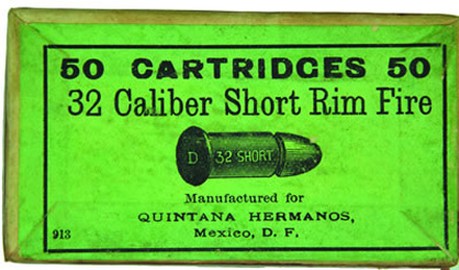 50 CARTRIDGES 50
32 Caliber Short Rim Fire
D 32 SHORT
Manufactured for
QUINTANA HERMANOS,
Mexico, D. F.
913